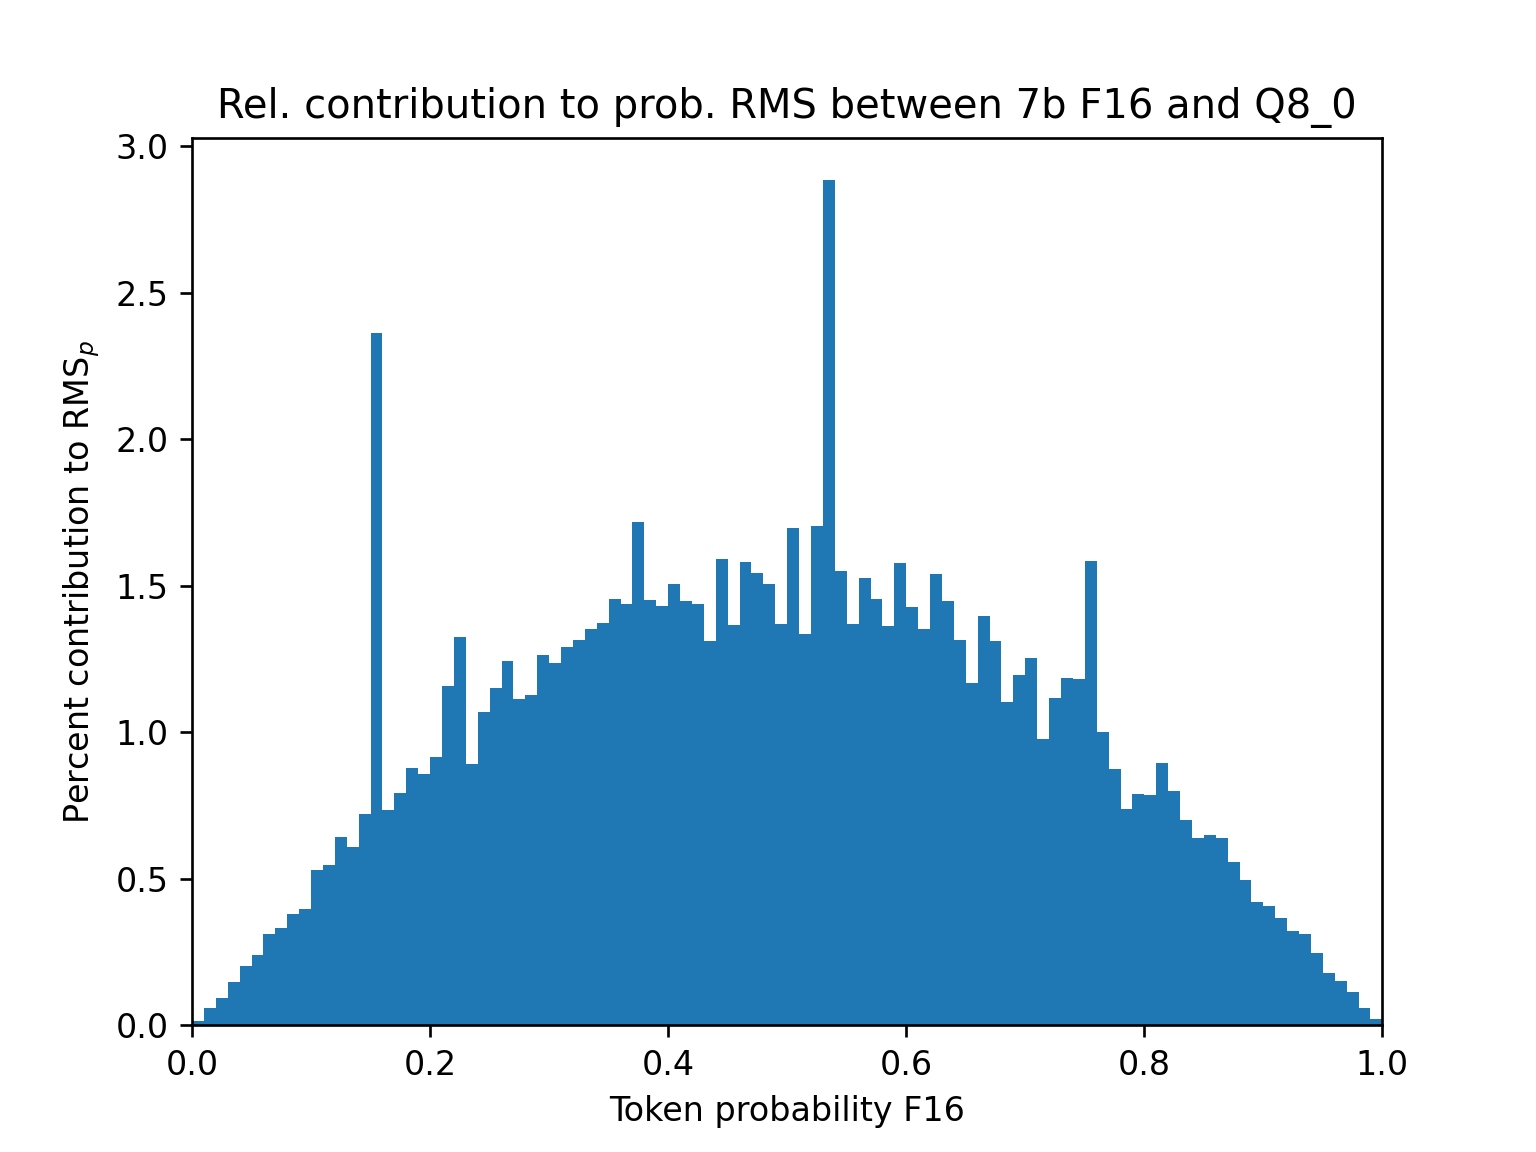 Rel. contribution to prob. RMS between 7b F16 and Q8_0
3.0
2.5
2.0
1.5
1.0
0.5
0.0
Percent contribution to RMSₚ
0.0 0.2 0.4 0.6 0.8 1.0
Token probability F16